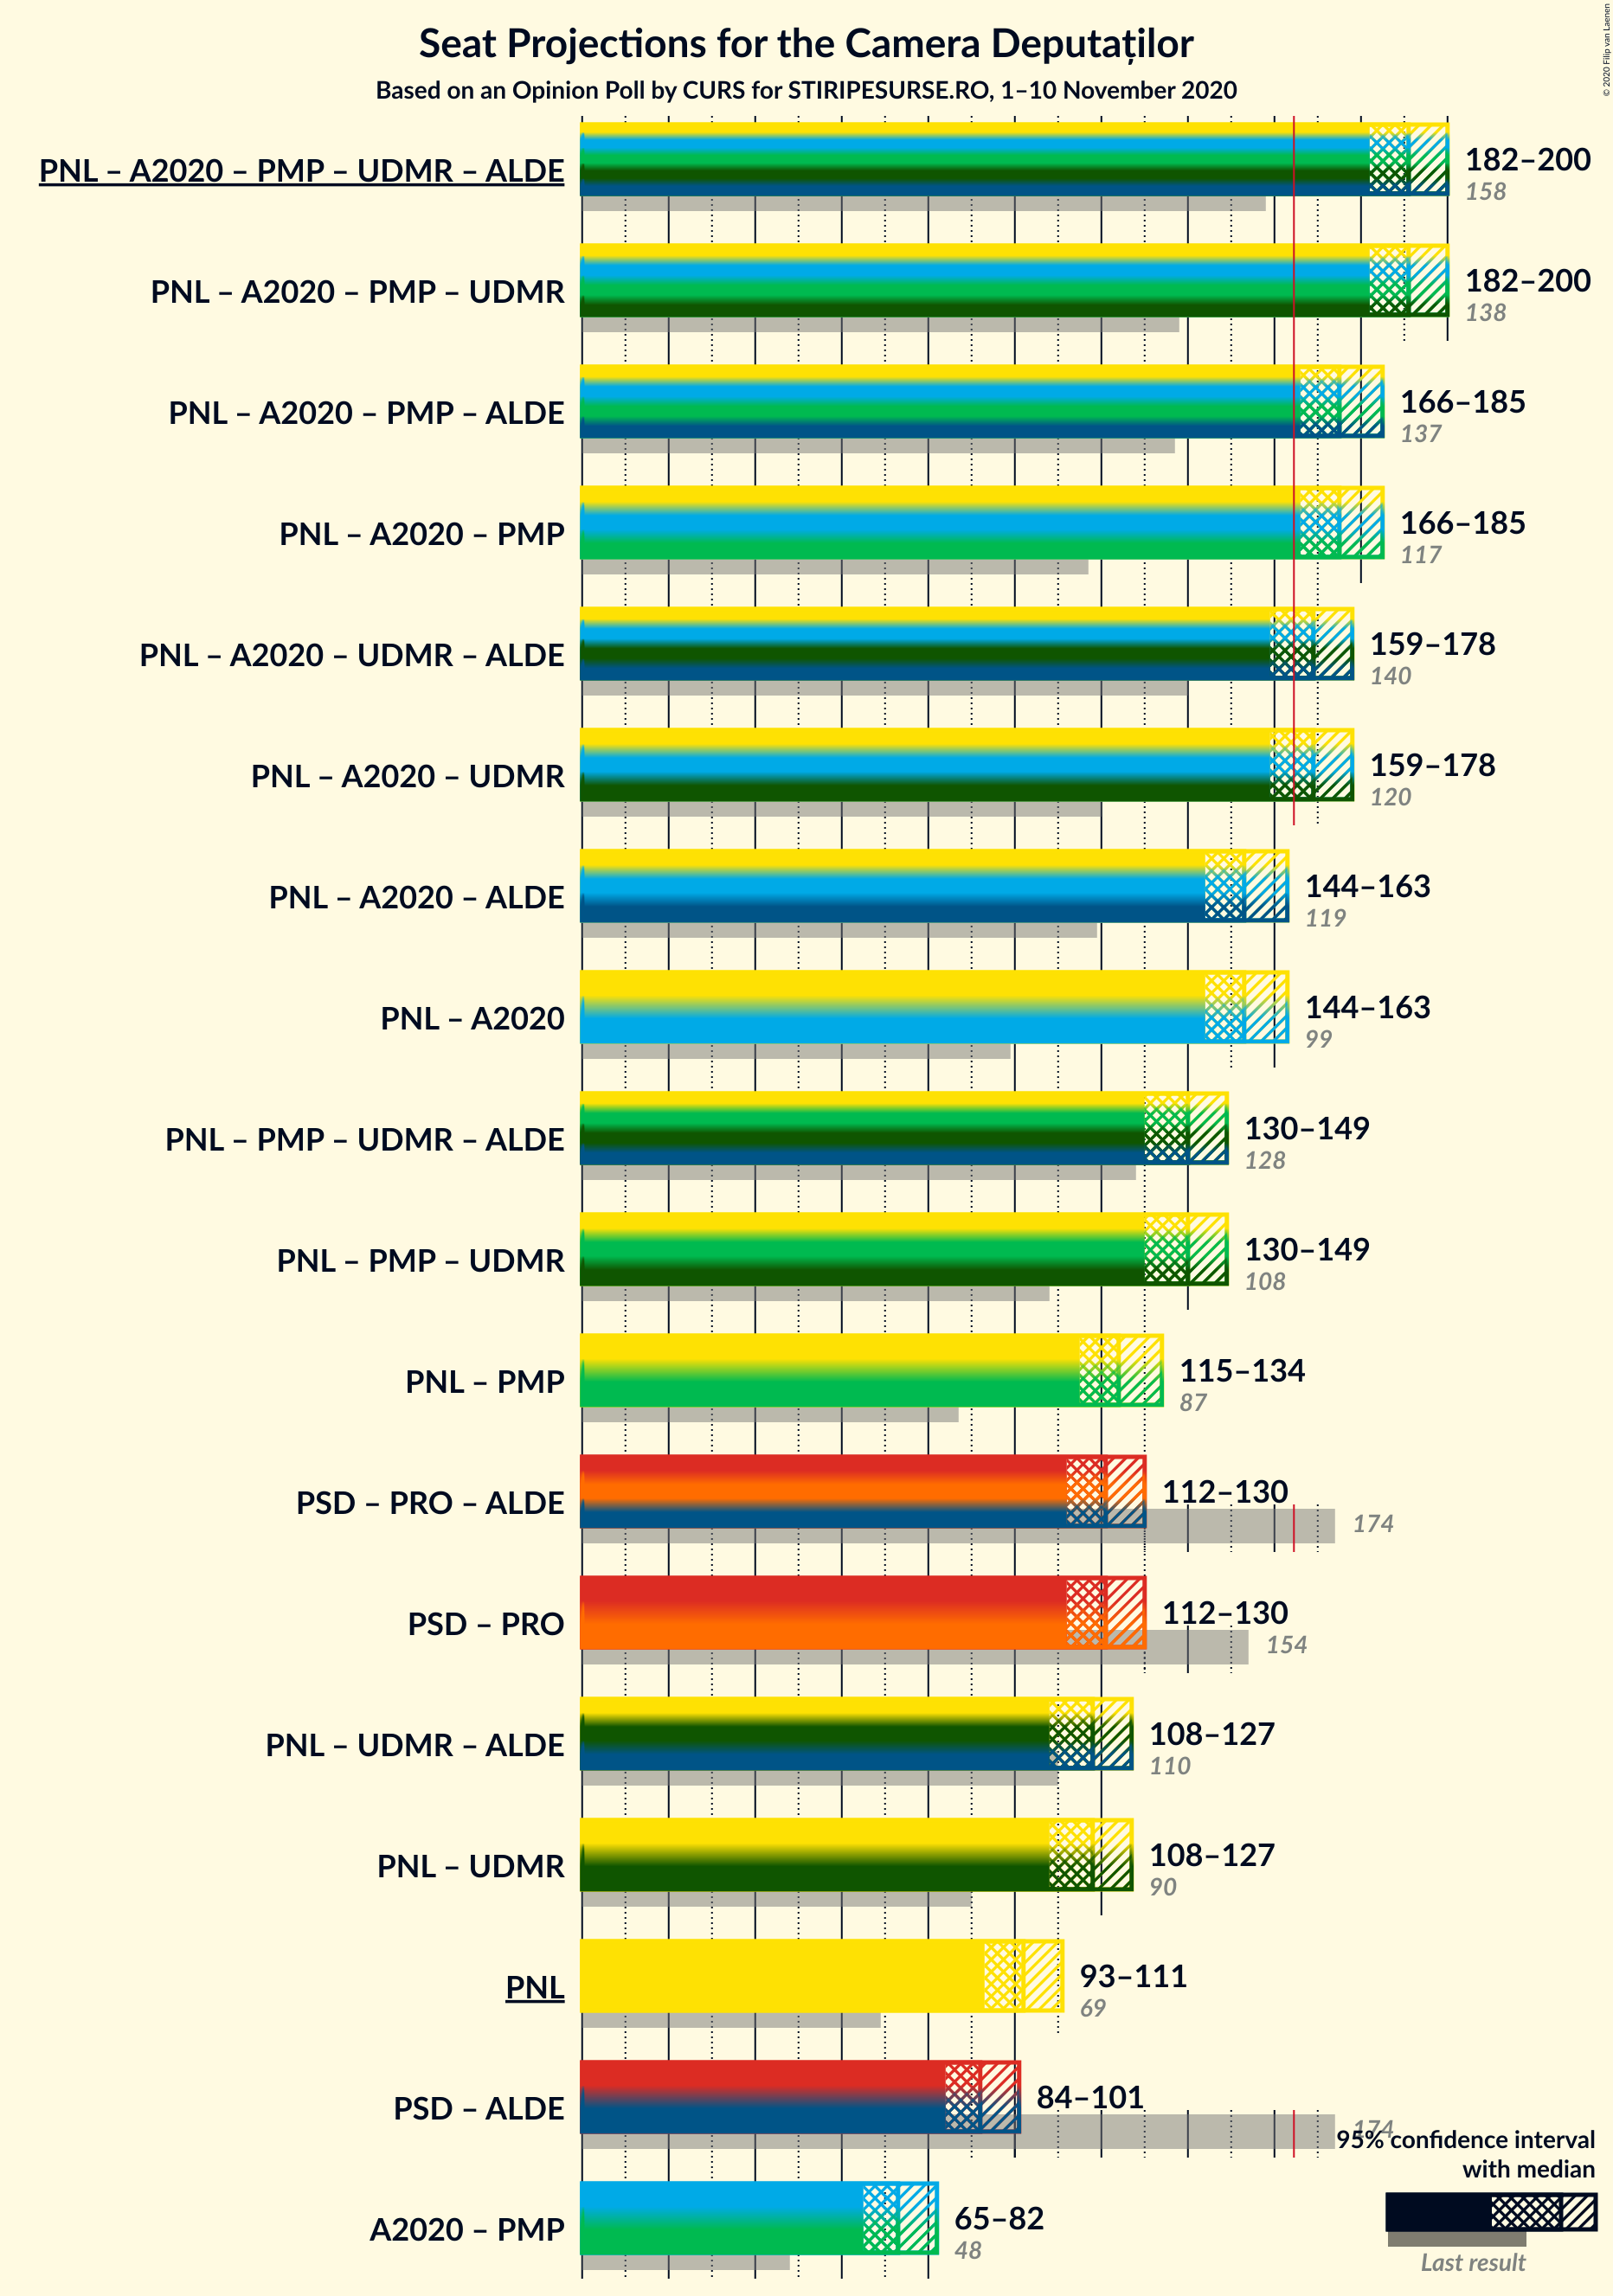 Seat Projections for the Camera Deputaților
Based on an Opinion Poll by CURS for STIRIPESURSE.RO, 1–10 November 2020
© 2020 Filip van Laenen
PNL – A2020 – PMP – UDMR – ALDE
182–200
158
PNL – A2020 – PMP – UDMR
182–200
138
PNL – A2020 – PMP – ALDE
166–185
137
PNL – A2020 – PMP
166–185
117
PNL – A2020 – UDMR – ALDE
159–178
140
PNL – A2020 – UDMR
159–178
120
PNL – A2020 – ALDE
144–163
119
PNL – A2020
144–163
99
PNL – PMP – UDMR – ALDE
130–149
128
PNL – PMP – UDMR
130–149
108
PNL – PMP
115–134
87
PSD – PRO – ALDE
112–130
174
PSD – PRO
112–130
154
PNL – UDMR – ALDE
108–127
110
PNL – UDMR
108–127
90
PNL
93–111
69
PSD – ALDE
84–101
174
A2020 – PMP
65–82
48
95% confidence interval
with median
Last result